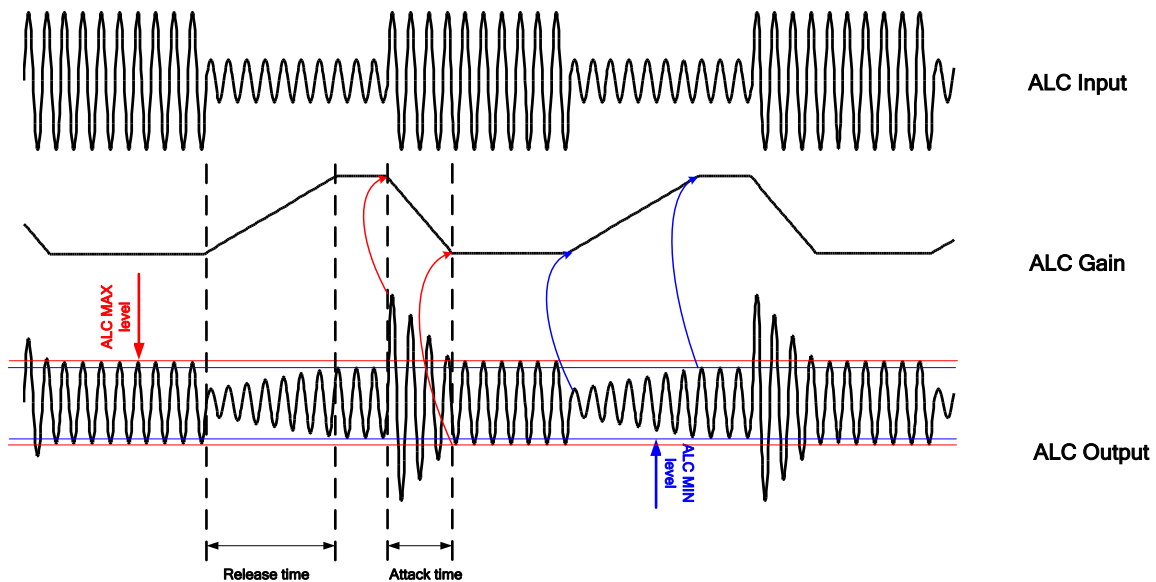 ALC Input
ALC Gain
ALC MAX
level
ALC MIN
level
ALC Output
Release time
Attack time